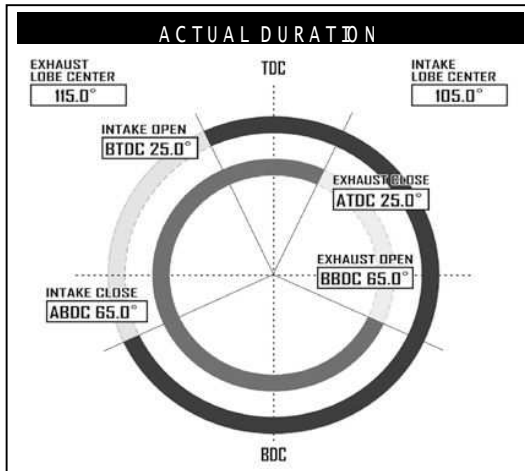 ACTUAL DURATION
EXHAUST
LOBE CENTER
115.0°
TDC
INTAKE
LOBE CENTER
105.0°
INTAKE OPEN
BTDC 25.0°
EXHAUST CLOSE
ATDC 25.0°
EXHAUST OPEN
BBDC 65.0°
INTAKE CLOSE
ABDC 65.0°
BDC